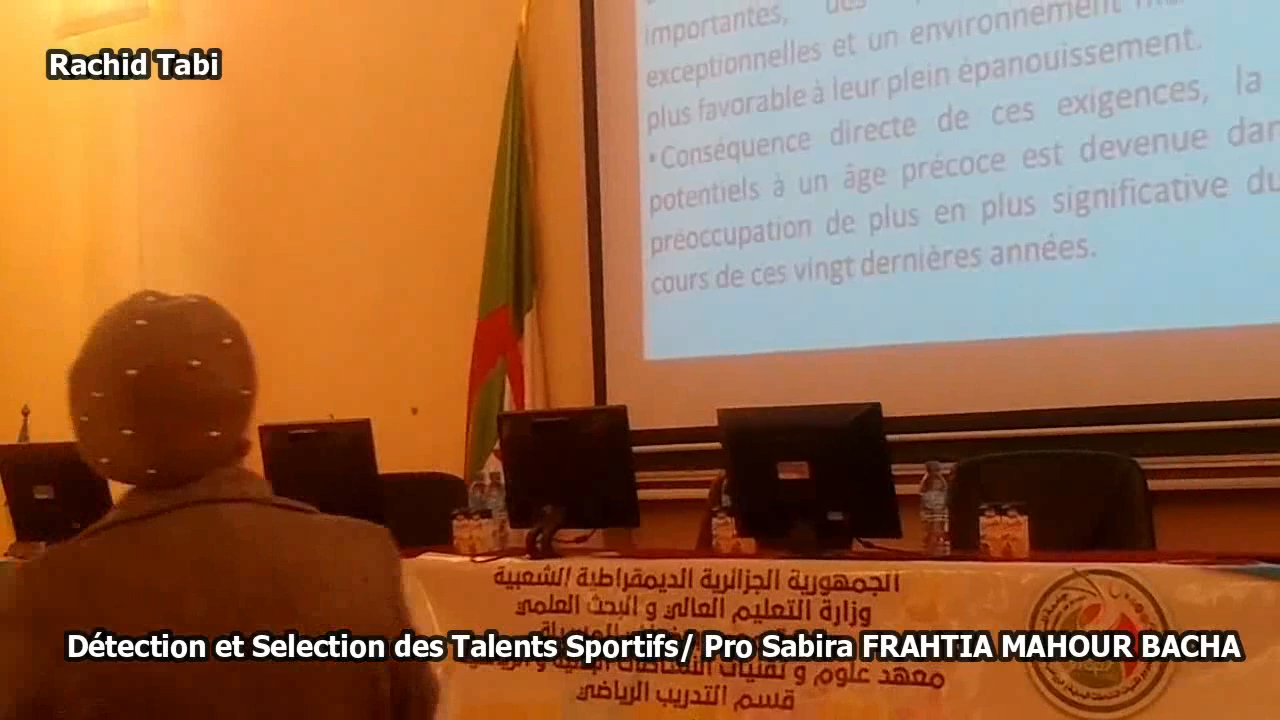 Rachid Tabi
importantes,
exceptionnelles et un environnement
plus favorable à leur plein épanouissement.
•Conséquence directe de ces exigences, la
potentiels à un âge précoce est devenue
préoccupation de plus en plus significative du
cours de ces vingt dernières années.
الجمهورية الجزائرية الديمقراطية الشعبية
وزارة التعليم العالي و البحث العلمي
Détection et Selection des Talents Sportifs/ Pro Sabira FRAHTIA MAHOUR BACHA
معهد علوم و تقنيات
قسم التدريب الرياضي